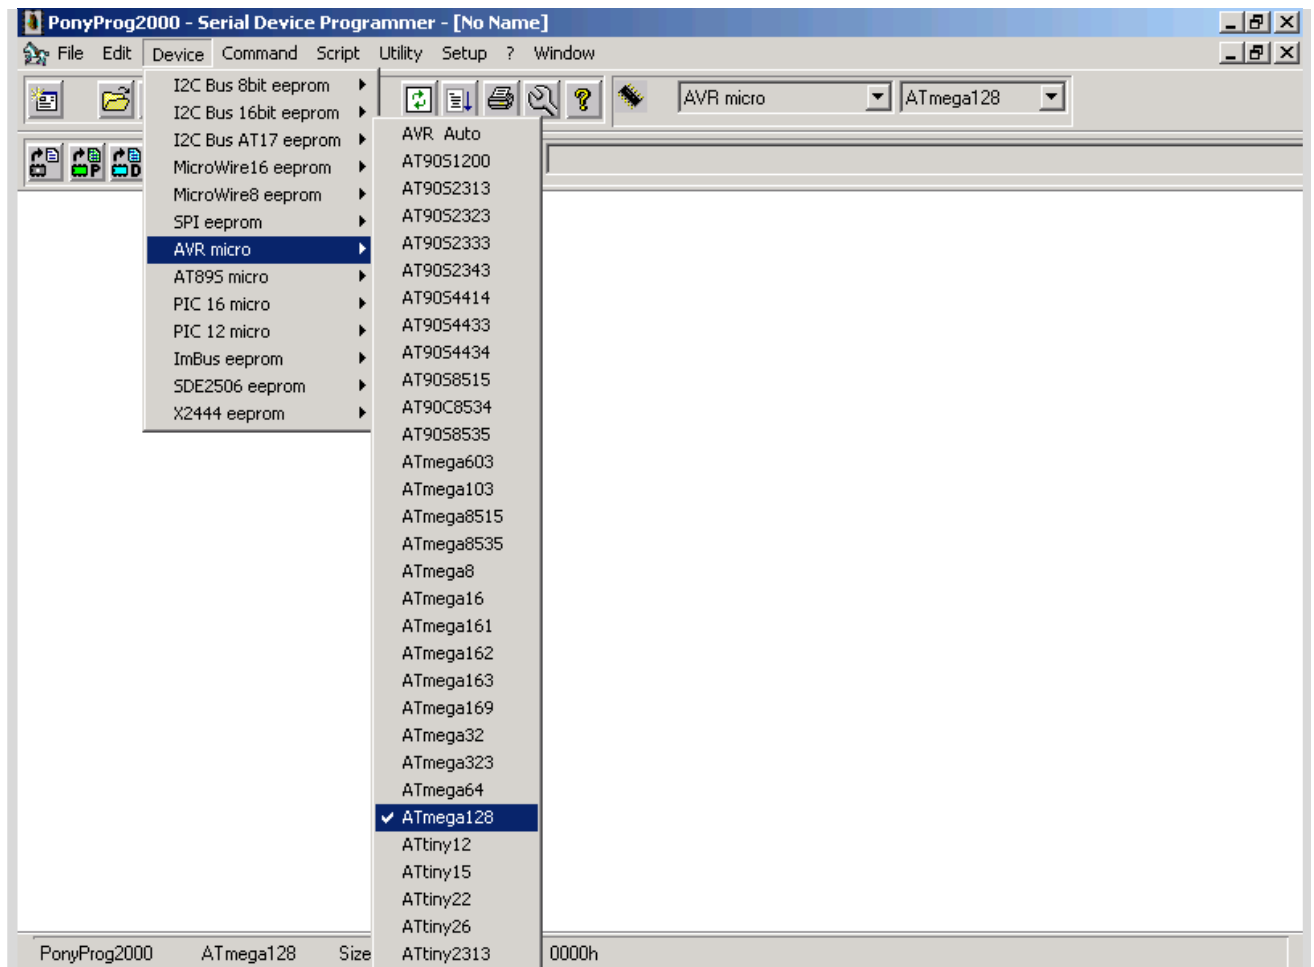 PonyProg2000 - Serial Device Programmer - [No Name]
File Edit Device Command Script Utility Setup ? Window
AVR micro ATmega128
I2C Bus 8bit eeprom
I2C Bus 16bit eeprom
I2C Bus AT17 eeprom
MicroWire16 eeprom
MicroWire8 eeprom
SPI eeprom
AVR micro
AT89S micro
PIC 16 micro
PIC 12 micro
ImBus eeprom
SDE2506 eeprom
X2444 eeprom
P D
AVR Auto
AT90S1200
AT90S2313
AT90S2323
AT90S2333
AT90S2343
AT90S4414
AT90S4433
AT90S4434
AT90S8515
AT90C8534
AT90S8535
ATmega603
ATmega103
ATmega8515
ATmega8535
ATmega8
ATmega16
ATmega161
ATmega162
ATmega163
ATmega169
ATmega32
ATmega323
ATmega64
ATmega128
ATtiny12
ATtiny15
ATtiny22
ATtiny26
ATtiny2313
PonyProg2000 ATmega128 Size 0000h